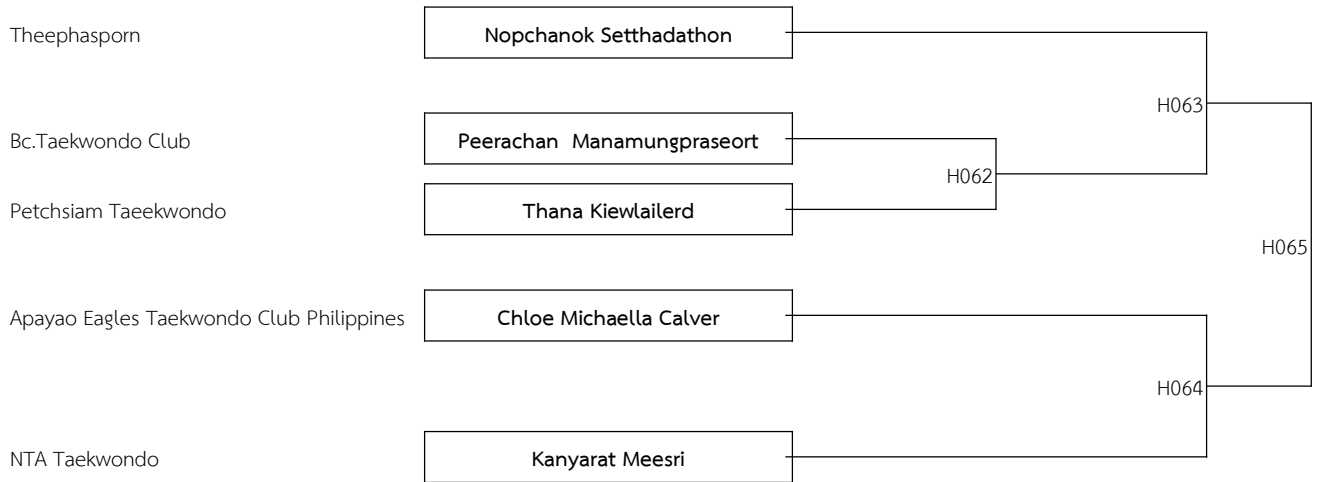 Theephasporn
Nopchanok Setthadathon
H063
Bc.Taekwondo Club
Peerachan  Manamungpraseort
H062
Petchsiam Taeekwondo
Thana Kiewlailerd
H065
Apayao Eagles Taekwondo Club Philippines
Chloe Michaella Calver
H064
NTA Taekwondo
Kanyarat Meesri